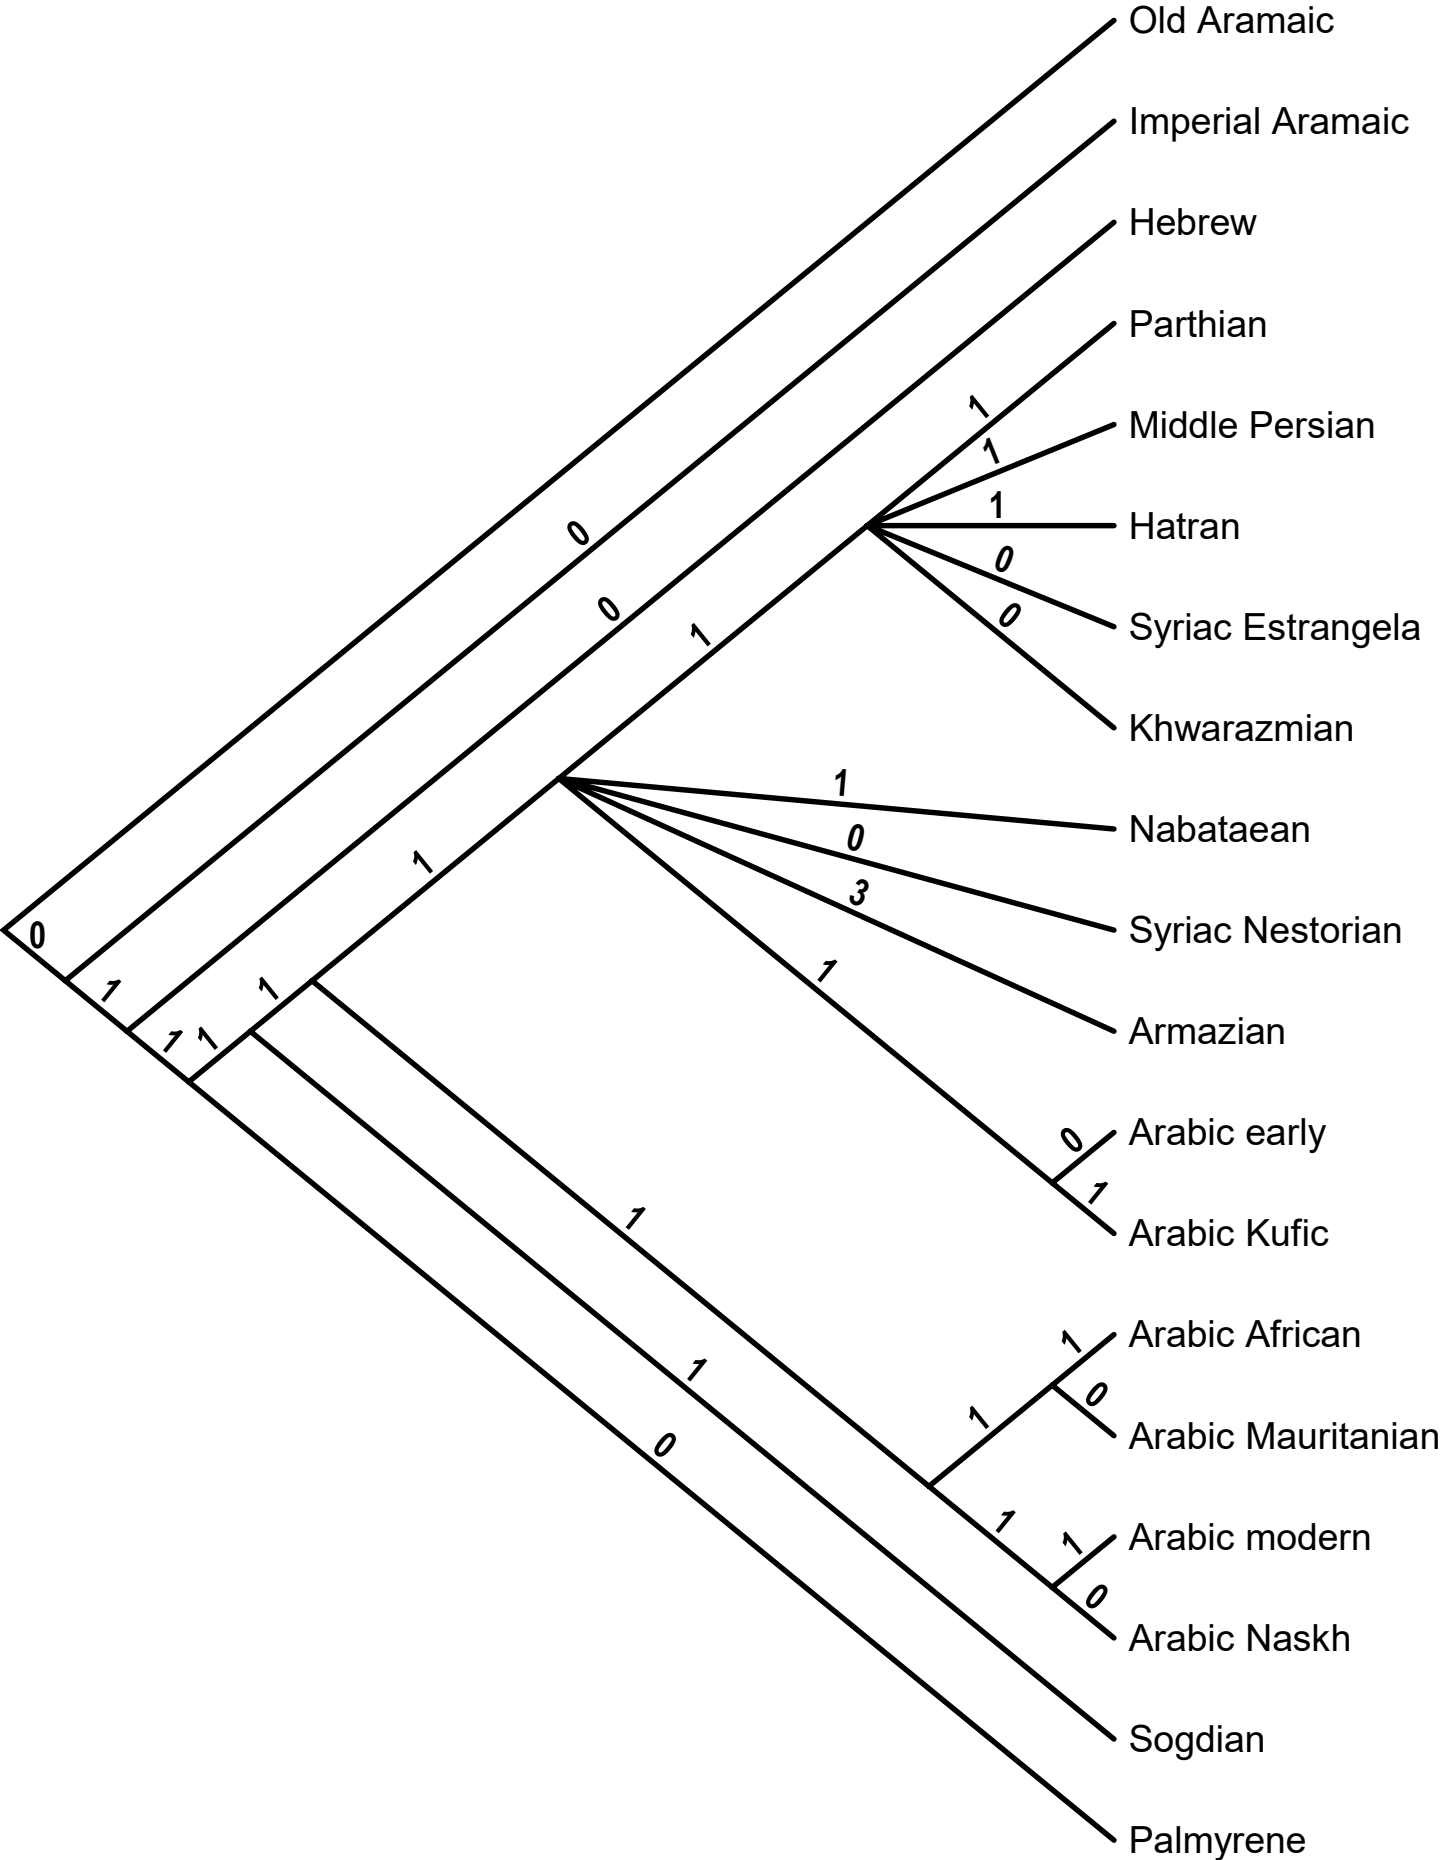 Old Aramaic
Imperial Aramaic
Hebrew
Parthian
1
Middle Persian
1
1
Hatran
0
0
Syriac Estrangela
0
0
1
Khwarazmian
1
Nabataean
0
1
3
Syriac Nestorian
0
1
1
1
Armazian
1
1
0
Arabic early
1
Arabic Kufic
1
Arabic African
1
1
0
1
Arabic Mauritanian
0
1
1
Arabic modern
0
Arabic Naskh
Sogdian
Palmyrene